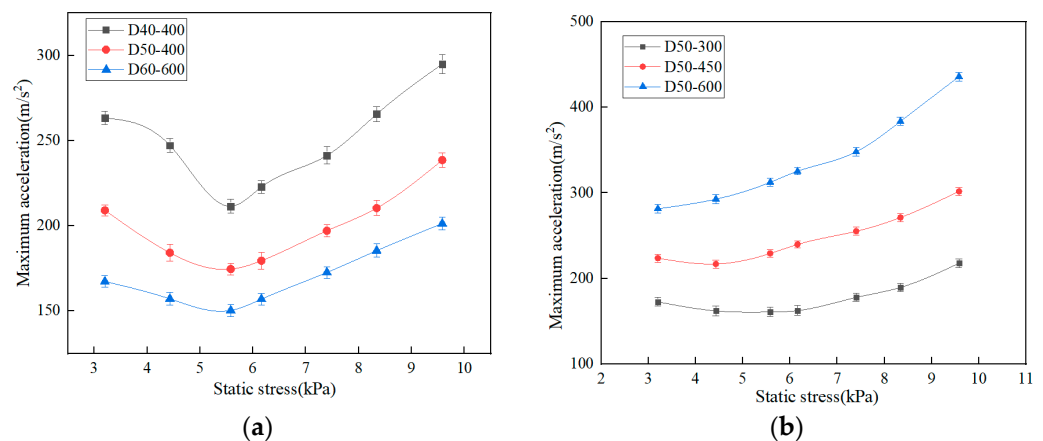 D40-400
D50-400
D60-600
300
250
200
150
Maximum acceleration(m/s²)
3 4 5 6 7 8 9 10
Static stress(kPa)
(a)
D50-300
D50-450
D50-600
500
400
300
200
100
Maximum acceleration(m/s²)
2 3 4 5 6 7 8 9 10 11
Static stress(kPa)
(b)